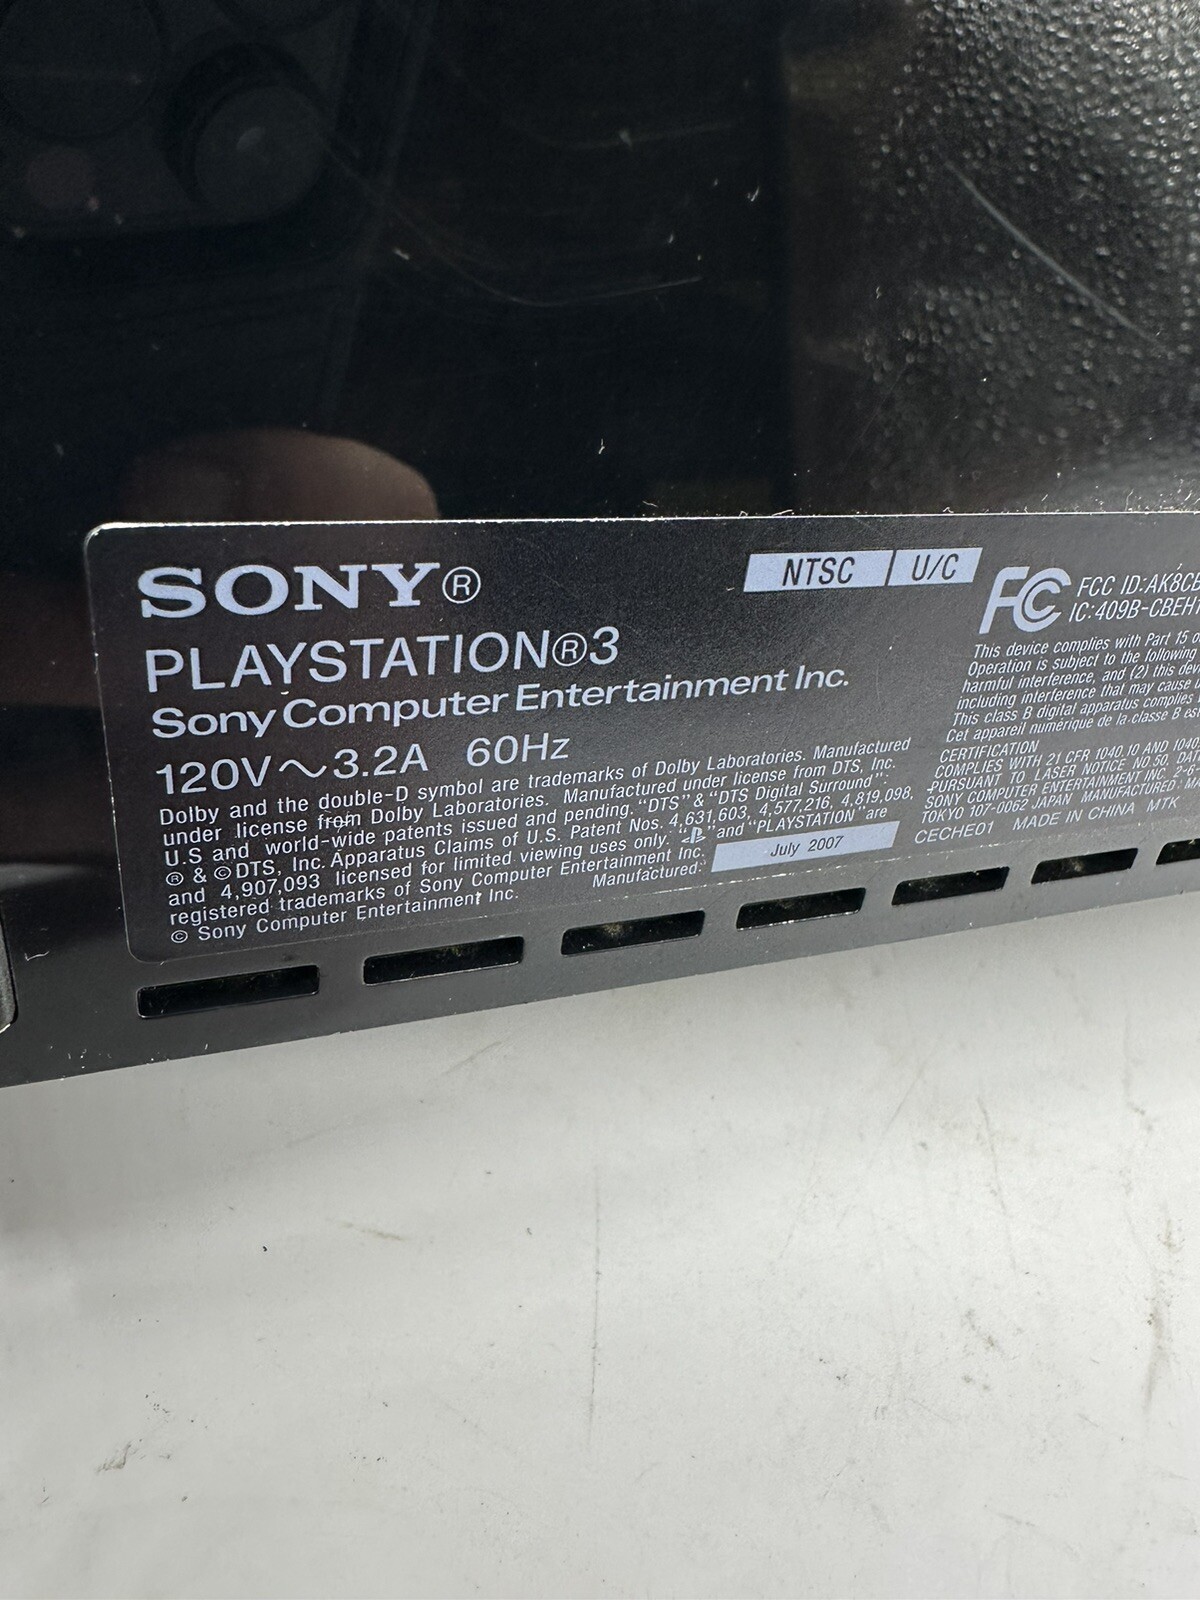 SONY®
PLAYSTATION®3
Sony Computer Entertainment Inc.
120V～3.2A 60Hz
Dolby and the double-D symbol are trademarks of Dolby Laboratories. Manufactured
under license from Dolby Laboratories. Manufactured under license from DTS, Inc.
U.S and world-wide patents issued and pending. "DTS" & "DTS Digital Surround":
® & © DTS, Inc. Apparatus Claims of U.S. Patent Nos. 4,631,603, 4,577,216, 4,819,098,
and 4,907,093 licensed for limited viewing uses only. " " and "PLAYSTATION" are
registered trademarks of Sony Computer Entertainment Inc.
© Sony Computer Entertainment Inc.
Manufactured: July 2007
NTSC U/C
FC FCC ID:AK8CB
IC:409B-CBEH
This device complies with Part 15
Operation is subject to the following
harmful interference, and (2) this
including interference that may cause
This class B digital apparatus complies
Cet appareil numérique de la classe B
CERTIFICATION
COMPLIES WITH 21 CFR 1040.10 AND
PURSUANT TO LASER NOTICE NO.50,
SONY COMPUTER ENTERTAINMENT INC.
TOKYO 107-0062 JAPAN MANUFACTURED:
CECHE01 MADE IN CHINA MTK